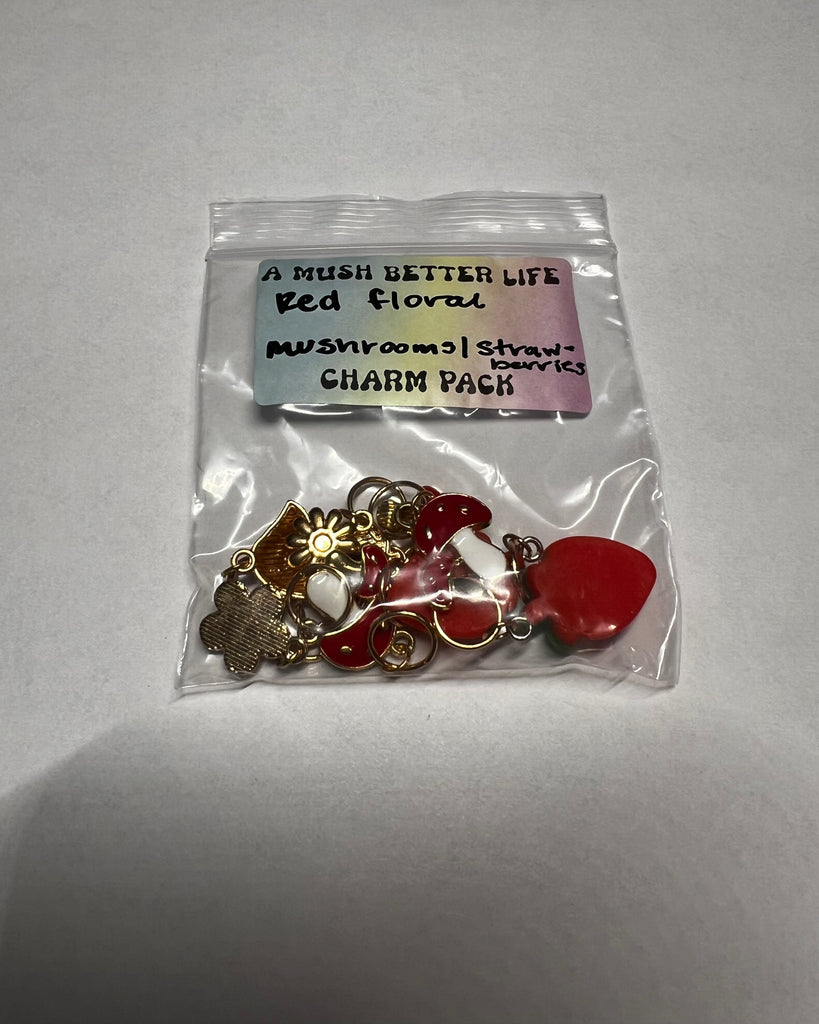 A MUSH BETTER LIFE
Red floral
mushrooms/straw-
berries
CHARM PACK